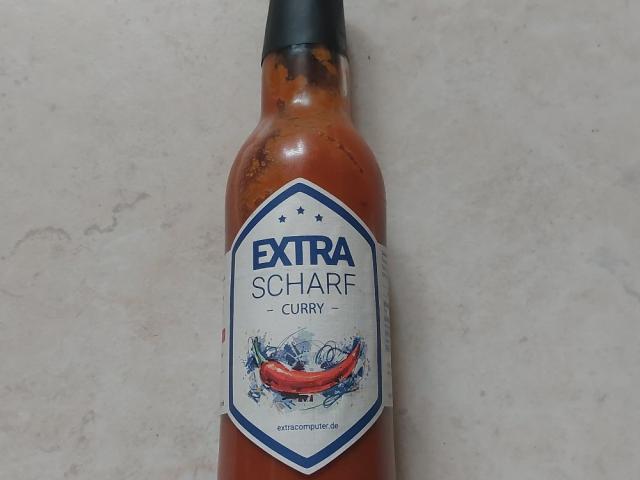 EXTRA
SCHARF
- CURRY -
extracomputer.de